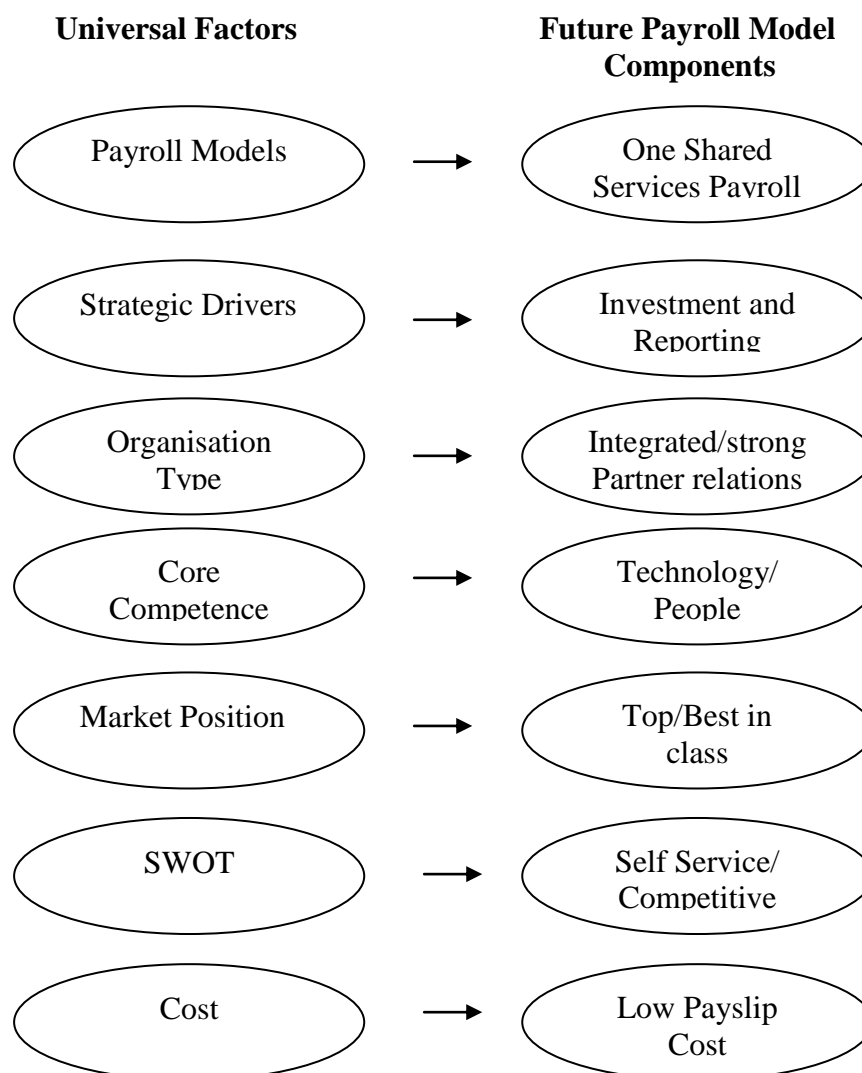 Universal Factors
Future Payroll Model
Components
Payroll Models
One Shared
Services Payroll
Strategic Drivers
Investment and
Reporting
Organisation
Type
Integrated/strong
Partner relations
Core
Competence
Technology/
People
Market Position
Top/Best in
class
SWOT
Self Service/
Competitive
Cost
Low Payslip
Cost